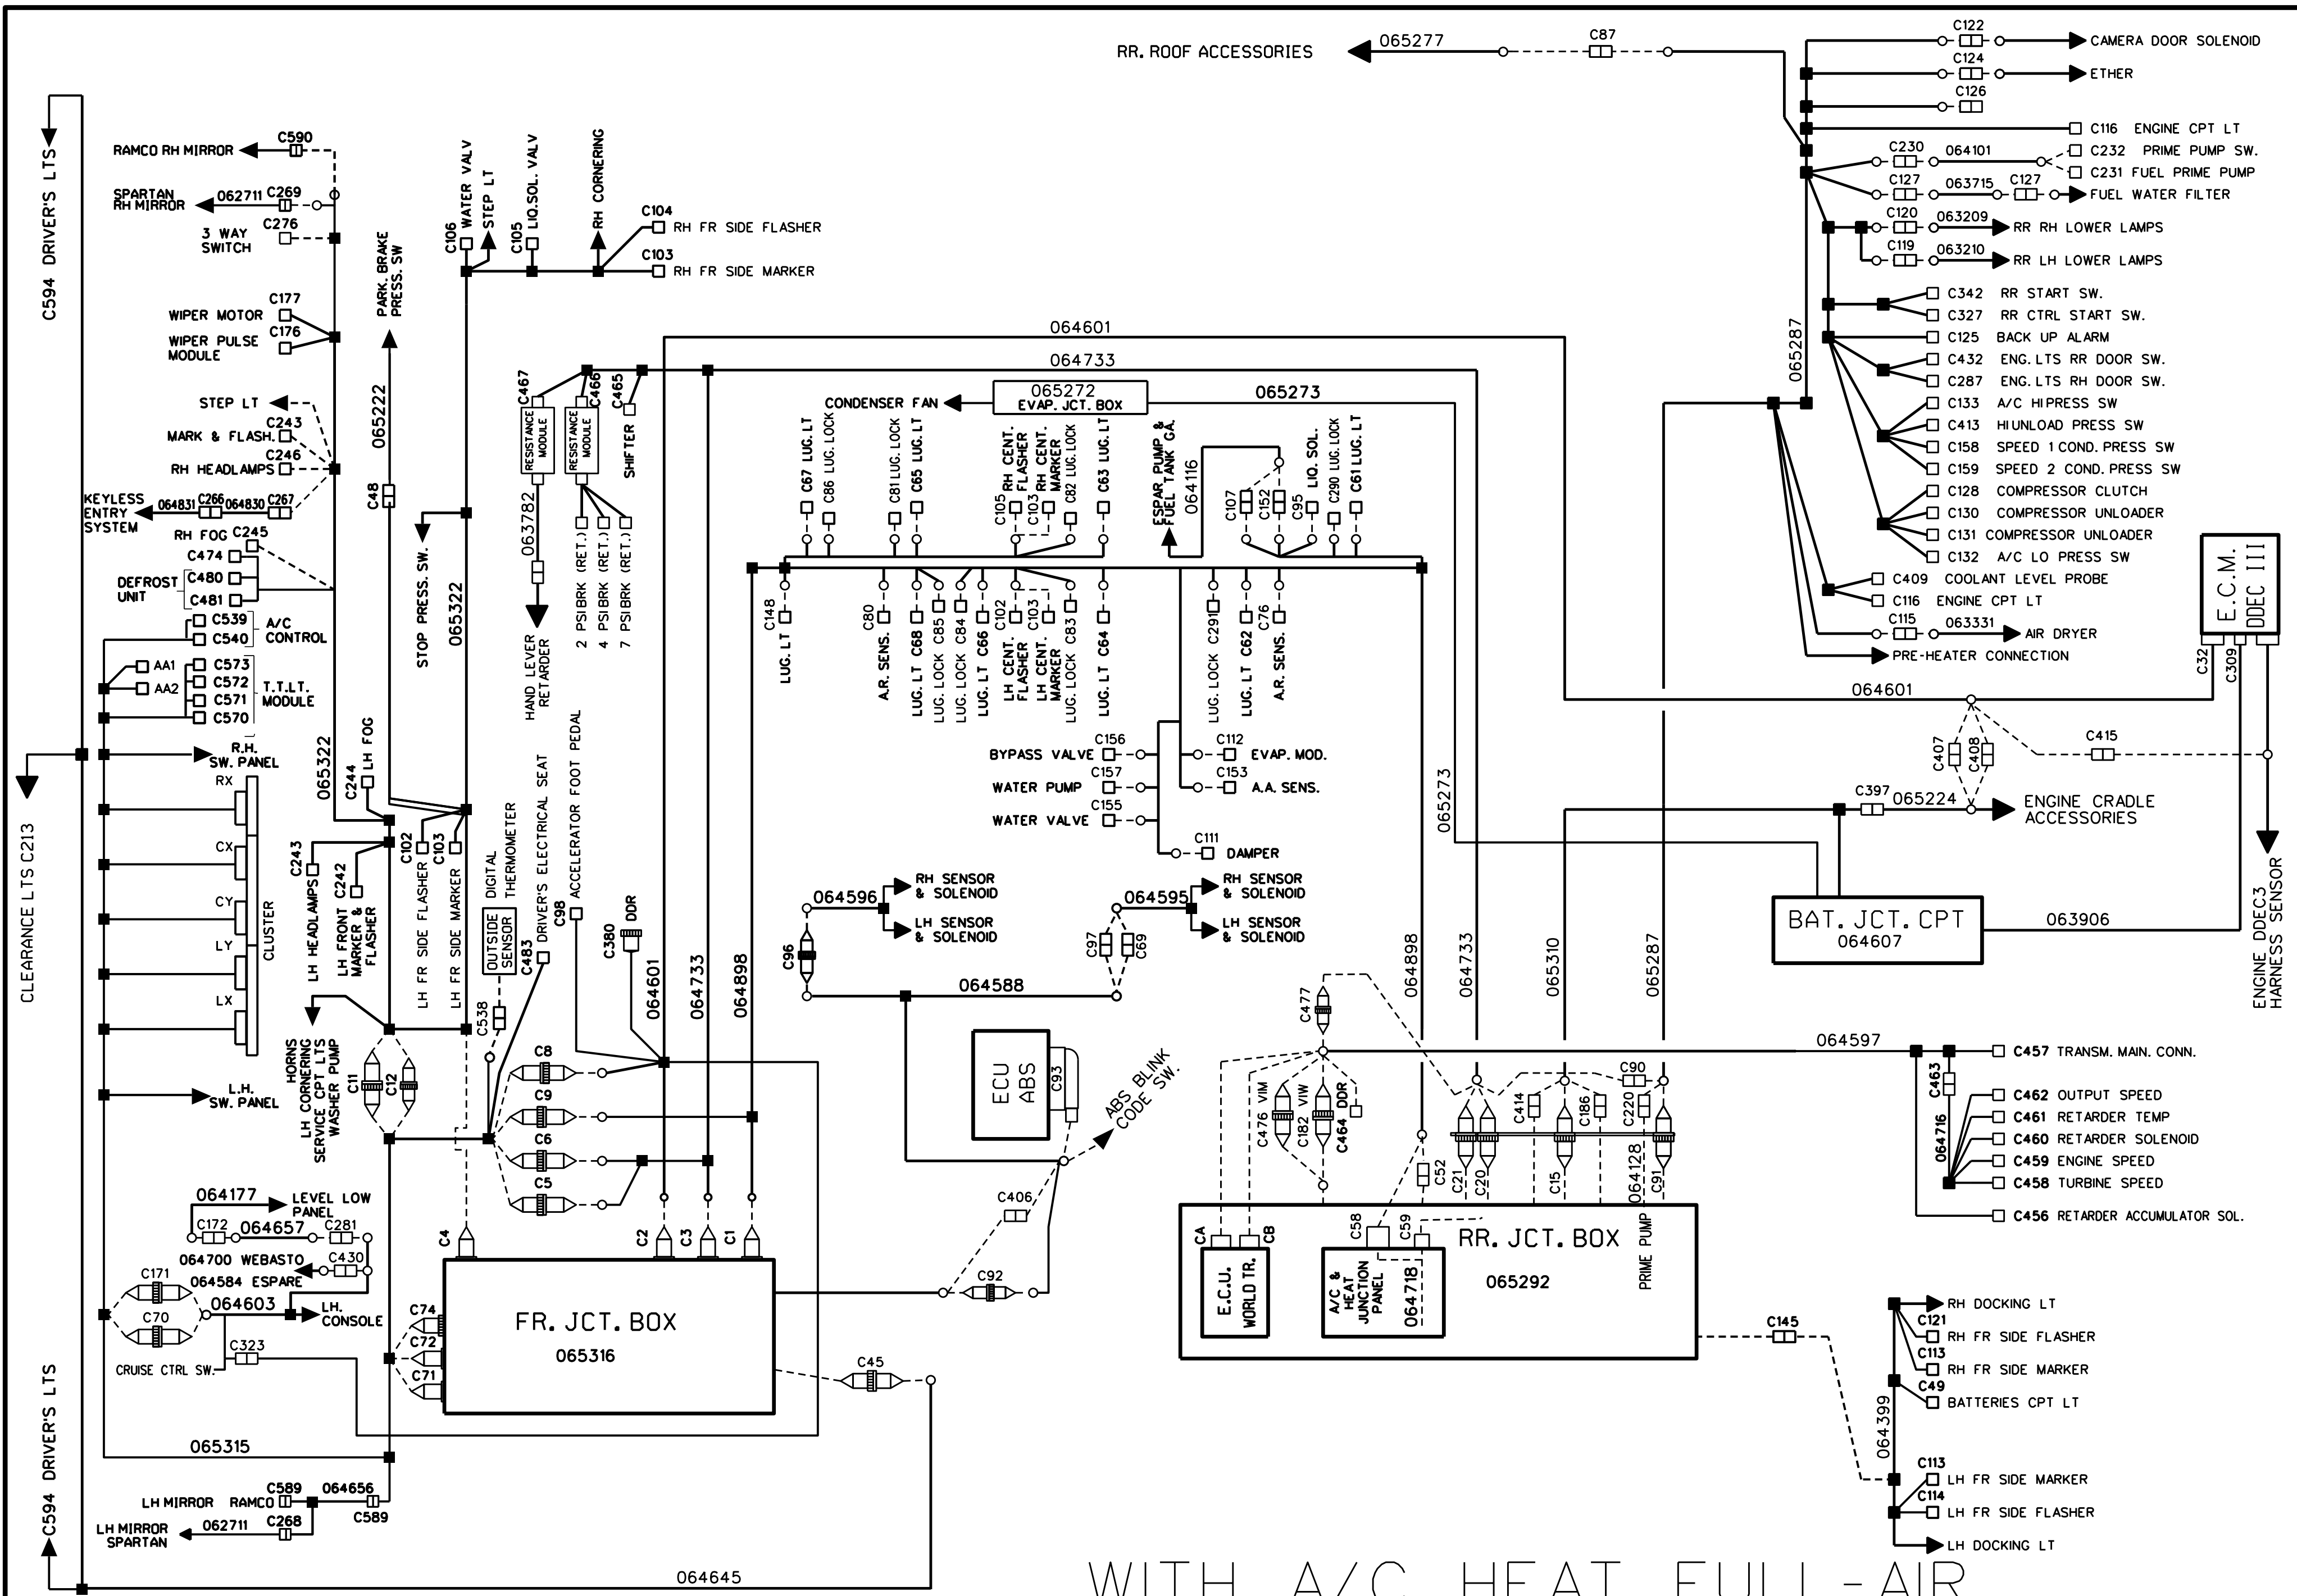 RR. ROOF ACCESSORIES
065277
C87
C122
CAMERA DOOR SOLENOID
C124
ETHER
C126
C116 ENGINE CPT LT
C230
064101
C232 PRIME PUMP SW.
C231 FUEL PRIME PUMP
C127
063715
C127
FUEL WATER FILTER
C120
063209
RR RH LOWER LAMPS
C119
063210
RR LH LOWER LAMPS
C342 RR START SW.
C327 RR CTRL START SW.
C125 BACK UP ALARM
C432 ENG. LTS RR DOOR SW.
C287 ENG. LTS RH DOOR SW.
C133 A/C HI PRESS SW
C413 HI UNLOAD PRESS SW
C158 SPEED 1 COND. PRESS SW
C159 SPEED 2 COND. PRESS SW
C128 COMPRESSOR CLUTCH
C130 COMPRESSOR UNLOADER
C131 COMPRESSOR UNLOADER
C132 A/C LO PRESS SW
C409 COOLANT LEVEL PROBE
C116 ENGINE CPT LT
C115
063331
AIR DRYER
PRE-HEATER CONNECTION
065287
E.C.M.
DDEC III
C32
C309
C594 DRIVER'S LTS
RAMCO RH MIRROR
C590
SPARTAN
RH MIRROR
062711
C269
3 WAY
SWITCH
C276
C177
WIPER MOTOR
C176
WIPER PULSE
MODULE
STEP LT
C243
MARK & FLASH.
C246
RH HEADLAMPS
KEYLESS
ENTRY
SYSTEM
064831
C266
064830
C267
RH FOG
C245
C474
DEFROST
UNIT
C480
C481
C539
C540
A/C
CONTROL
AA1
AA2
C573
C572
C571
C570
T.T.LT.
MODULE
R.H.
SW. PANEL
RX
CX
CY
LY
LX
CLUSTER
L.H.
SW. PANEL
CLEARANCE LTS C213
PARK. BRAKE
PRESS. SW
065222
C48
065322
C244
LH FOG
C106
WATER VALV
STEP LT
C105
LIQ.SOL. VALV
RH CORNERING
C104
RH FR SIDE FLASHER
C103
RH FR SIDE MARKER
STOP PRESS. SW.
065322
C243
LH HEADLAMPS
C242
LH FRONT
MARKER &
FLASHER
C102
LH FR SIDE FLASHER
C103
LH FR SIDE MARKER
HORNS
LH CORNERING
SERVICE CPT LTS
WASHER PUMP
C11
C12
064601
064733
C467
RESISTANCE
MODULE
C466
RESISTANCE
MODULE
C465
SHIFTER
063782
HAND LEVER
RETARDER
2 PSI BRK (RET.)
4 PSI BRK (RET.)
7 PSI BRK (RET.)
DIGITAL
THERMOMETER
OUTSIDE
SENSOR
C538
C483
DRIVER'S ELECTRICAL SEAT
C98
ACCELERATOR FOOT PEDAL
C380
DDR
064601
064733
064898
CONDENSER FAN
065272
EVAP. JCT. BOX
065273
C67 LUG. LT
C86 LUG. LOCK
C81 LUG. LOCK
C65 LUG. LT
C105
RH CENT.
FLASHER
C103
RH CENT.
MARKER
C82 LUG. LOCK
C63 LUG. LT
ESPAR PUMP &
FUEL TANK GA.
064116
C107
C152
C95
LIQ. SOL.
C290 LUG. LOCK
C61 LUG. LT
C148
LUG. LT
C80
A.R. SENS.
LUG. LT C68
LUG. LOCK C85
LUG. LOCK C84
LUG. LT C66
C102
LH CENT.
FLASHER
C103
LH CENT.
MARKER
LUG. LOCK C83
LUG. LT C64
LUG. LOCK C291
LUG. LT C62
C76
A.R. SENS.
BYPASS VALVE
C156
WATER PUMP
C157
WATER VALVE
C155
C112
EVAP. MOD.
C153
A.A. SENS.
C111
DAMPER
064596
RH SENSOR
& SOLENOID
LH SENSOR
& SOLENOID
064595
RH SENSOR
& SOLENOID
LH SENSOR
& SOLENOID
C96
C97
C69
064588
ECU
ABS
C93
ABS BLINK
CODE SW.
C406
C92
C8
C9
C6
C5
C4
C2
C3
C1
FR. JCT. BOX
065316
C74
C72
C71
C45
064177
LEVEL LOW
PANEL
C172
064657
C281
064700 WEBASTO
C430
064584 ESPARE
C171
064603
LH.
CONSOLE
C70
C323
CRUISE CTRL SW.
065315
C594 DRIVER'S LTS
LH MIRROR RAMCO
C589
064656
C589
LH MIRROR
SPARTAN
062711
C268
064645
065273
064601
C407
C408
C415
C397
065224
ENGINE CRADLE
ACCESSORIES
BAT. JCT. CPT
064607
063906
ENGINE DDEC3
HARNESS SENSOR
064898
064733
065310
065287
C477
C476 VIM
C182 VIW
C464 DDR
C52
C21
C20
C414
C15
C186
C220
C90
C91
064128
PRIME PUMP
CA
CB
E.C.U.
WORLD TR.
C58
C59
A/C &
HEAT
JUNCTION
PANEL
064718
RR. JCT. BOX
065292
064597
C457 TRANSM. MAIN. CONN.
C463
064716
C462 OUTPUT SPEED
C461 RETARDER TEMP
C460 RETARDER SOLENOID
C459 ENGINE SPEED
C458 TURBINE SPEED
C456 RETARDER ACCUMULATOR SOL.
C145
064399
RH DOCKING LT
C121
RH FR SIDE FLASHER
C113
RH FR SIDE MARKER
C49
BATTERIES CPT LT
C113
LH FR SIDE MARKER
C114
LH FR SIDE FLASHER
LH DOCKING LT
WITH A/C HEAT FULL-AIR